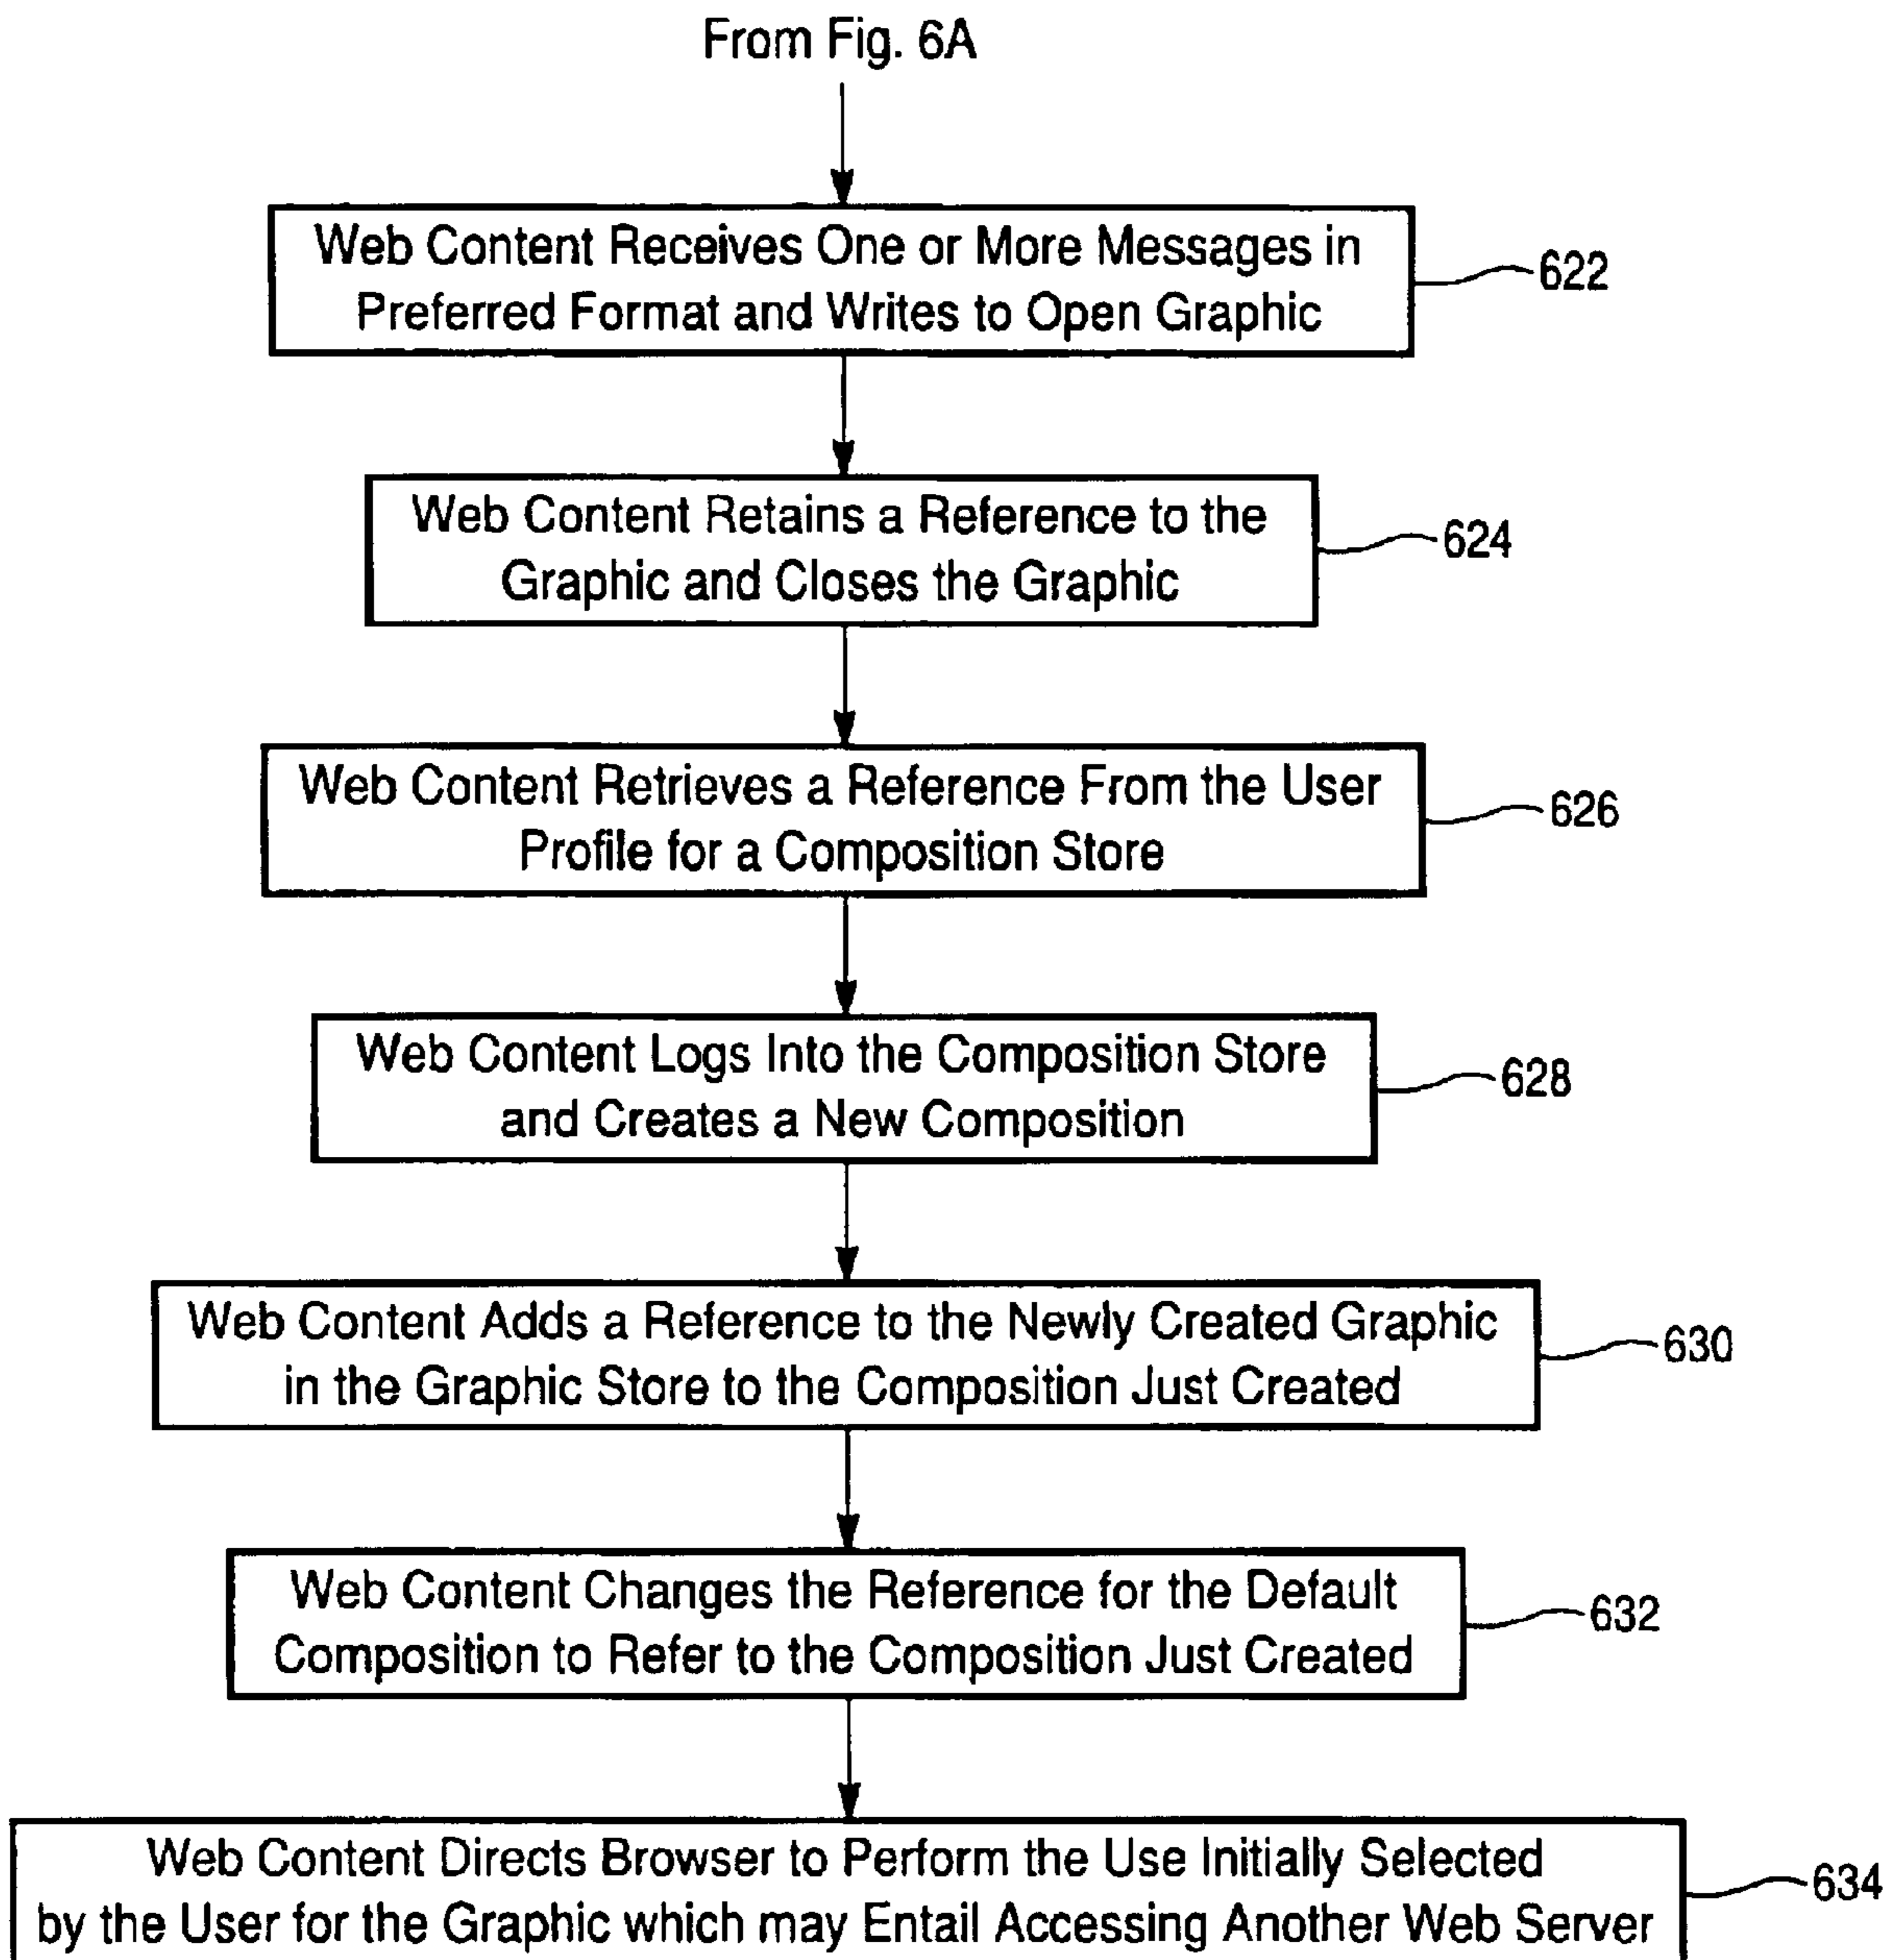 From Fig. 6A
Web Content Receives One or More Messages in
Preferred Format and Writes to Open Graphic
622
Web Content Retains a Reference to the
Graphic and Closes the Graphic
624
Web Content Retrieves a Reference From the User
Profile for a Composition Store
626
Web Content Logs Into the Composition Store
and Creates a New Composition
628
Web Content Adds a Reference to the Newly Created Graphic
in the Graphic Store to the Composition Just Created
630
Web Content Changes the Reference for the Default
Composition to Refer to the Composition Just Created
632
Web Content Directs Browser to Perform the Use Initially Selected
by the User for the Graphic which may Entail Accessing Another Web Server
634